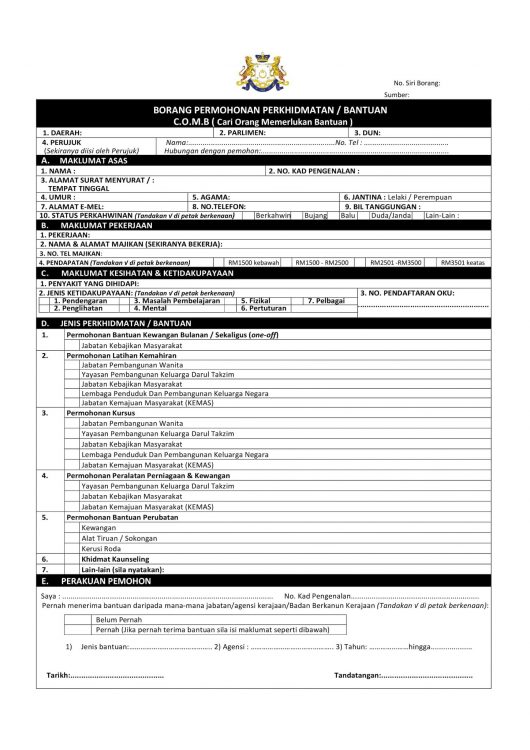 No. Siri Borang:
Sumber:
BORANG PERMOHONAN PERKHIDMATAN / BANTUAN
C.O.M.B ( Cari Orang Memerlukan Bantuan )
1. DAERAH: 2. PARLIMEN: 3. DUN:
4. PERUJUK Nama:..................................................No. Tel : ..............................
(Sekiranya diisi oleh Perujuk) Hubungan dengan pemohon:..................................................
A. MAKLUMAT ASAS
1. NAMA : 2. NO. KAD PENGENALAN :
3. ALAMAT SURAT MENYURAT / :
TEMPAT TINGGAL
4. UMUR : 5. AGAMA: 6. JANTINA : Lelaki / Perempuan
7. ALAMAT E-MEL: 8. NO.TELEFON: 9. BIL TANGGUNGAN :
10. STATUS PERKAHWINAN (Tandakan √ di petak berkenaan) Berkahwin Bujang Balu Duda/Janda Lain-Lain :
B. MAKLUMAT PEKERJAAN
1. PEKERJAAN:
2. NAMA & ALAMAT MAJIKAN (SEKIRANYA BEKERJA):
3. NO. TEL MAJIKAN:
4. PENDAPATAN (Tandakan √ di petak berkenaan) RM1500 kebawah RM1500 - RM2500 RM2501 -RM3500 RM3501 keatas
C. MAKLUMAT KESIHATAN & KETIDAKUPAYAAN
1. PENYAKIT YANG DIHIDAPI:
2. JENIS KETIDAKUPAYAAN: (Tandakan √ di petak berkenaan) 3. NO. PENDAFTARAN OKU:
1. Pendengaran 3. Masalah Pembelajaran 5. Fizikal 7. Pelbagai
2. Penglihatan 4. Mental 6. Pertuturan ..............................
D. JENIS PERKHIDMATAN / BANTUAN
1. Permohonan Bantuan Kewangan Bulanan / Sekaligus (one-off)
Jabatan Kebajikan Masyarakat
2. Permohonan Latihan Kemahiran
Jabatan Pembangunan Wanita
Yayasan Pembangunan Keluarga Darul Takzim
Jabatan Kebajikan Masyarakat
Lembaga Penduduk Dan Pembangunan Keluarga Negara
Jabatan Kemajuan Masyarakat (KEMAS)
3. Permohonan Kursus
Jabatan Pembangunan Wanita
Yayasan Pembangunan Keluarga Darul Takzim
Jabatan Kebajikan Masyarakat
Lembaga Penduduk Dan Pembangunan Keluarga Negara
Jabatan Kemajuan Masyarakat (KEMAS)
4. Permohonan Peralatan Perniagaan & Kewangan
Yayasan Pembangunan Keluarga Darul Takzim
Jabatan Kebajikan Masyarakat
Jabatan Kemajuan Masyarakat (KEMAS)
5. Permohonan Bantuan Perubatan
Kewangan
Alat Tiruan / Sokongan
Kerusi Roda
6. Khidmat Kaunseling
7. Lain-lain (sila nyatakan):
E. PERAKUAN PEMOHON
Saya : .................................................. No. Kad Pengenalan........................................
Pernah menerima bantuan daripada mana-mana jabatan/agensi kerajaan/Badan Berkanun Kerajaan (Tandakan √ di petak berkenaan):
Belum Pernah
Pernah (Jika pernah terima bantuan sila isi maklumat seperti dibawah)
1) Jenis bantuan:.............................. 2) Agensi : .............................. 3) Tahun: ...............hingga...............
Tarikh:.............................. Tandatangan:..............................